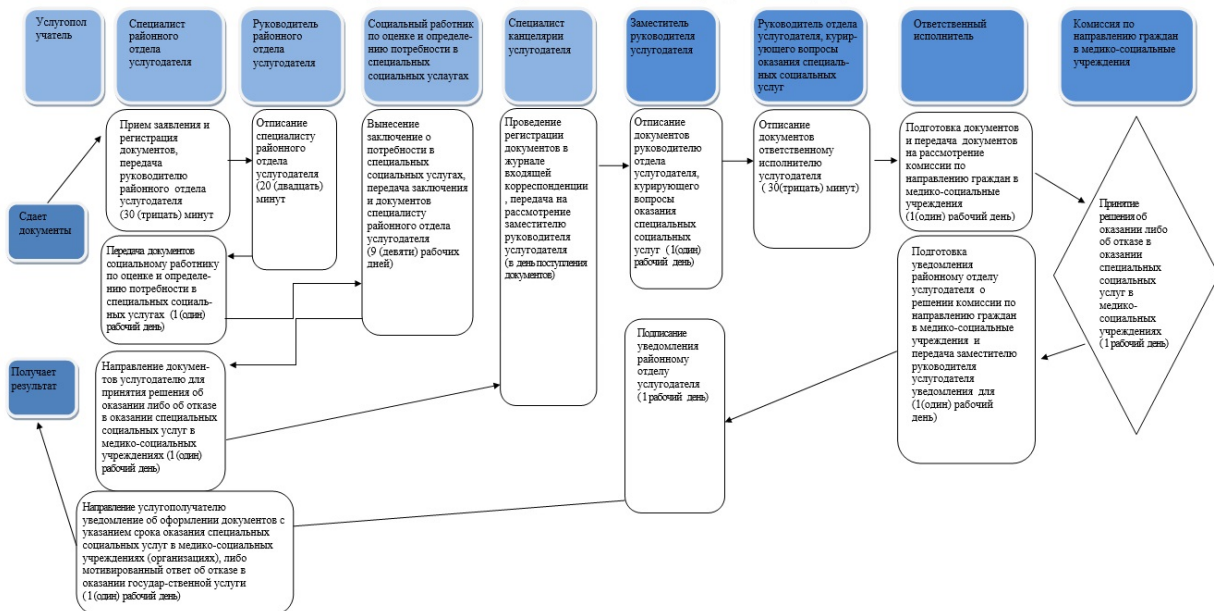 Услугопол
учатель
Специалист
районного
отдела
услугодателя
Руководитель
районного
отдела
услугодателя
Социальный работник
по оценке и определе-
нию потребности в
специальных
социальных услаугах
Специалист
канцелярии
услугодателя
Заместитель
руководителя
услугодателя
Руководитель отдела
услугодателя, курирую-
щего вопросы
оказания специаль-
ных социальных
услуг
Ответственный
исполнитель
Комиссия по
направлению граждан
в медико-социальные
учреждения
Сдает
документы
Прием заявления и
регистрация
документов,
передача
руководителю
районного отдела
услугодателя
(30 (трицать) минут
Отписание
специалисту
районного
отдела
услугодателя
(20 (двадцать)
минут
Передача документов
социальному работнику
по оценке и определе-
нию потребности в
специальных социаль-
ных услугах (1 (один)
рабочий день)
Вынесение
заключение о
потребности в
специальных
социальных услугах,
передача заключения
и документов
специалисту
районного отдела
услугодателя
(9 (девяти) рабочих
дней)
Направление докумен-
тов услугодателю для
принятия решения об
оказании либо об отказе
в оказании специальных
социальных услуг в
медико-социальных
учреждениях (1 (один)
рабочий день)
Проведение
регистрации
документов в
журнале
входящей
корреспонденции
, передача на
рассмотрение
заместителю
руководителя
услугодателя
(в день поступления
документов)
Отписание
документов
руководителю
отдела
услугодателя,
курирующего
вопросы
оказания
специальных
социальных
услуг (1(один)
рабочий день)
Отписание
документов
ответственному
исполнителю
услугодателя
( 30(трицать) минут)
Подготовка документов
и передача документов
на рассмотрение
комиссии по
направлению граждан в
медико-социальные
учреждения
(1(один) рабочий день)
Принятие
решения об
оказании либо
об отказе в
оказании
специальных
социальных
услуг в
медико-
социальных
учреждениях
(1 рабочий день)
Подготовка
уведомления
районному отделу
услугодателя о
решении комиссии по
направлению граждан
в медико-социальные
учреждения и
передача заместителю
руководителя
услугодателя
уведомления для
(1(один) рабочий
день)
Подписание
уведомления
районному
отделу
услугодателя
(1 рабочий день)
Направление услугополучателю
уведомление об оформлении документов с
указанием срока оказания специальных
социальных услуг в медико-социальных
учреждениях (организациях), либо
мотивированный ответ об отказе в
оказании государ-ственной услуги
(1 (один) рабочий день
Получает
результат